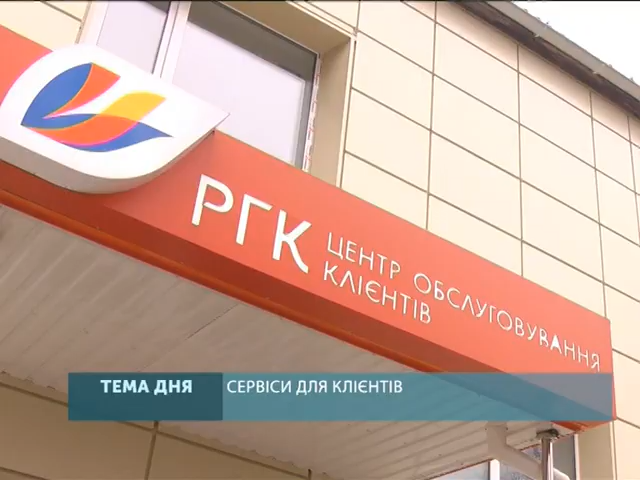 РГК
ЦЕНТР ОБСЛУГОВУВАННЯ
КЛІЄНТІВ
ТЕМА ДНЯ
СЕРВІСИ ДЛЯ КЛІЄНТІВ